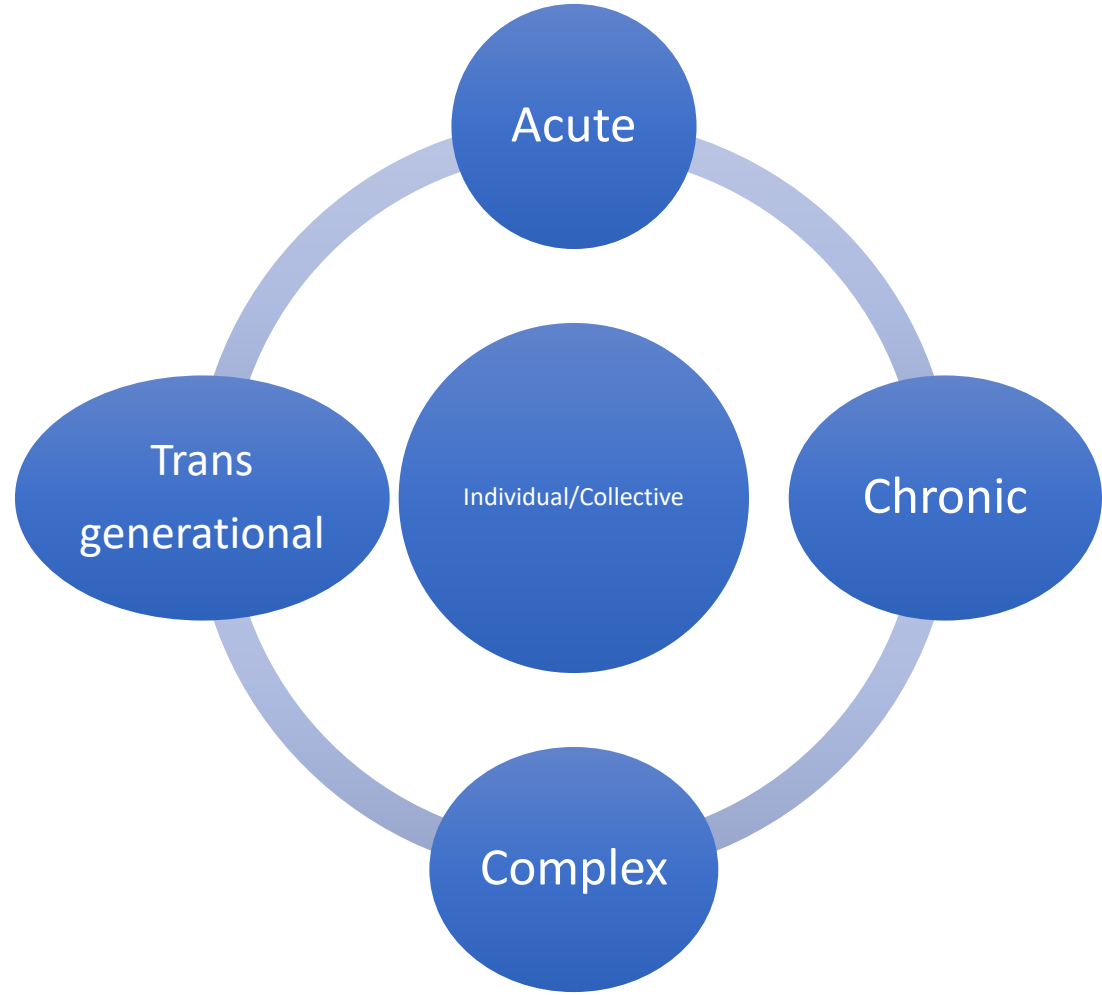 Acute
Trans
generational
Individual/Collective
Chronic
Complex